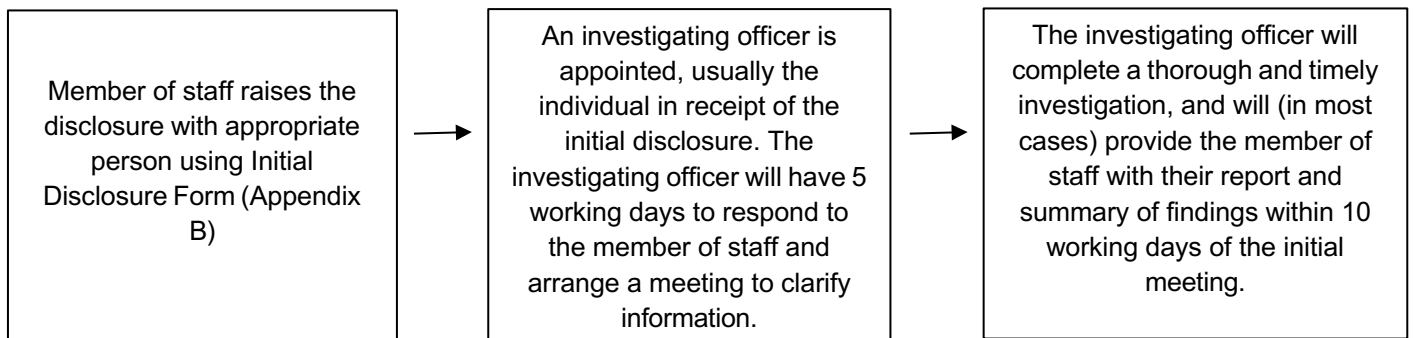 Member of staff raises the
disclosure with appropriate
person using Initial
Disclosure Form (Appendix
B)
An investigating officer is
appointed, usually the
individual in receipt of the
initial disclosure. The
investigating officer will have 5
working days to respond to
the member of staff and
arrange a meeting to clarify
information.
The investigating officer will
complete a thorough and timely
investigation, and will (in most
cases) provide the member of
staff with their report and
summary of findings within 10
working days of the initial
meeting.